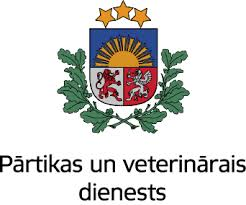 Pārtikas un veterinārais
dienests